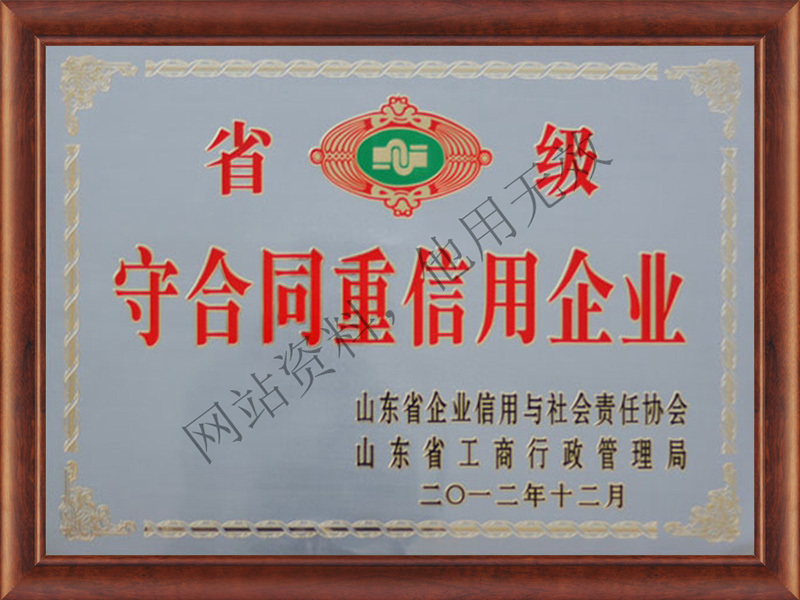 省 级
守合同重信用企业
山东省企业信用与社会责任协会
山东省工商行政管理局
二〇一二年十二月
网站资料，他用无效